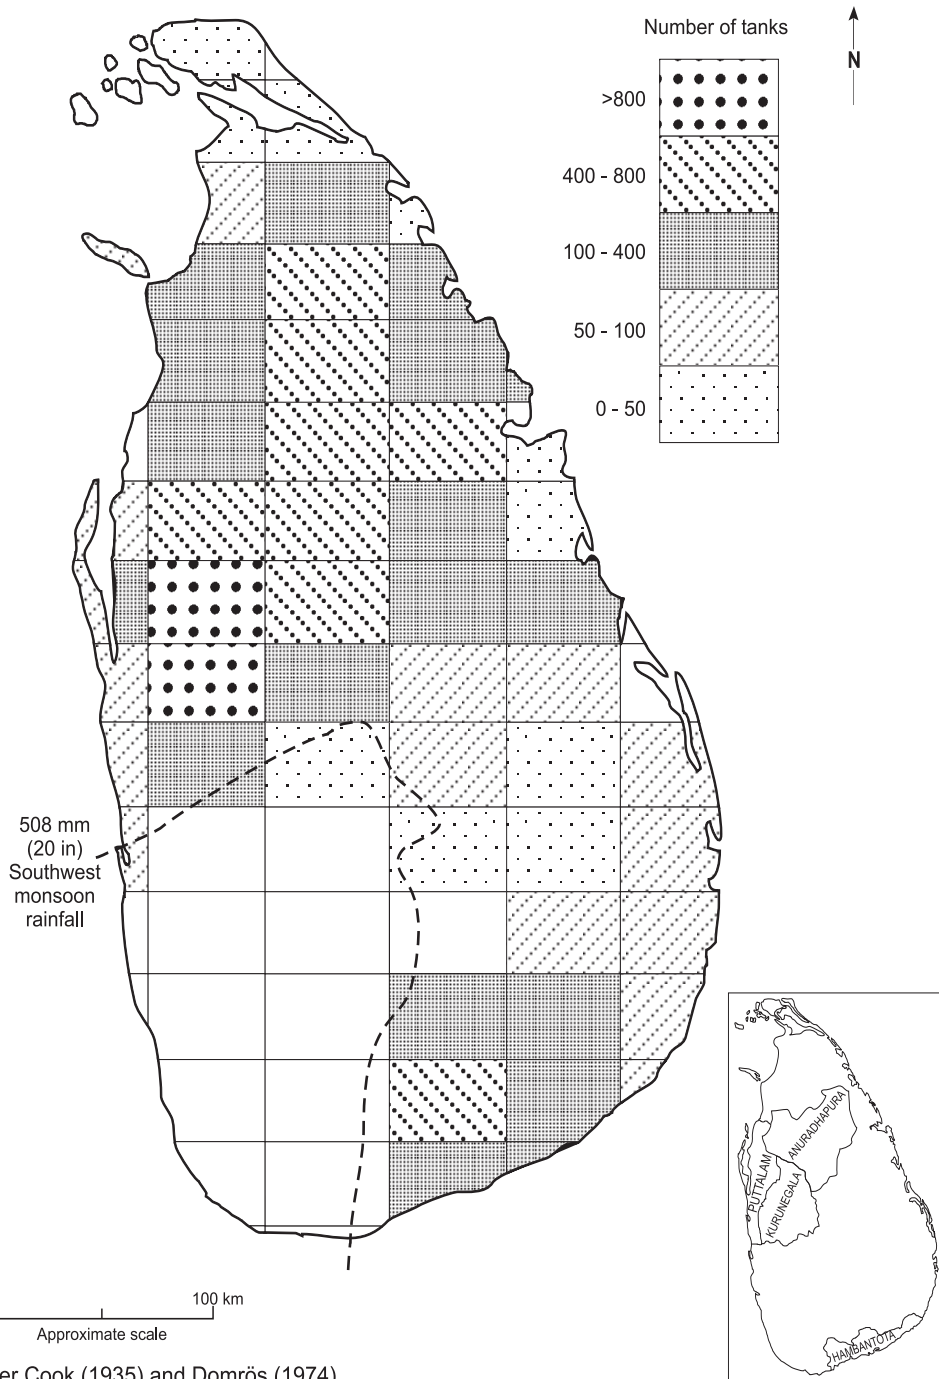 Number of tanks
N
>800
400 - 800
100 - 400
50 - 100
0 - 50
508 mm
(20 in)
Southwest
monsoon
rainfall
ANURADHAPURA
PUTTALAM
KURUNEGALA
HAMBANTOTA
100 km
Approximate scale
er Cook (1935) and Domrös (1974)